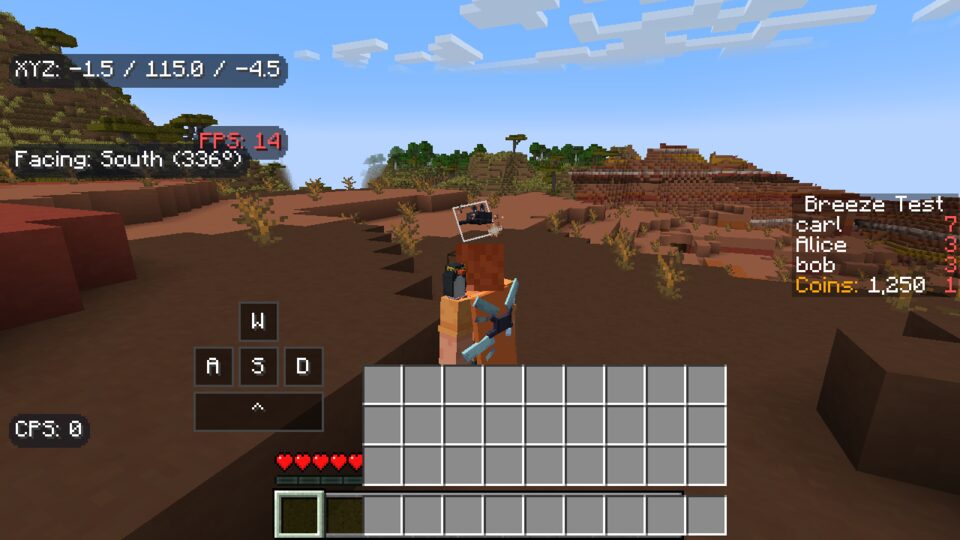 XYZ: -1.5 / 115.0 / -4.5
FPS: 14
Facing: South (336°)
Breeze Test
carl 7
Alice 3
bob 3
Coins: 1,250 1
W
A S D
^
CPS: 0